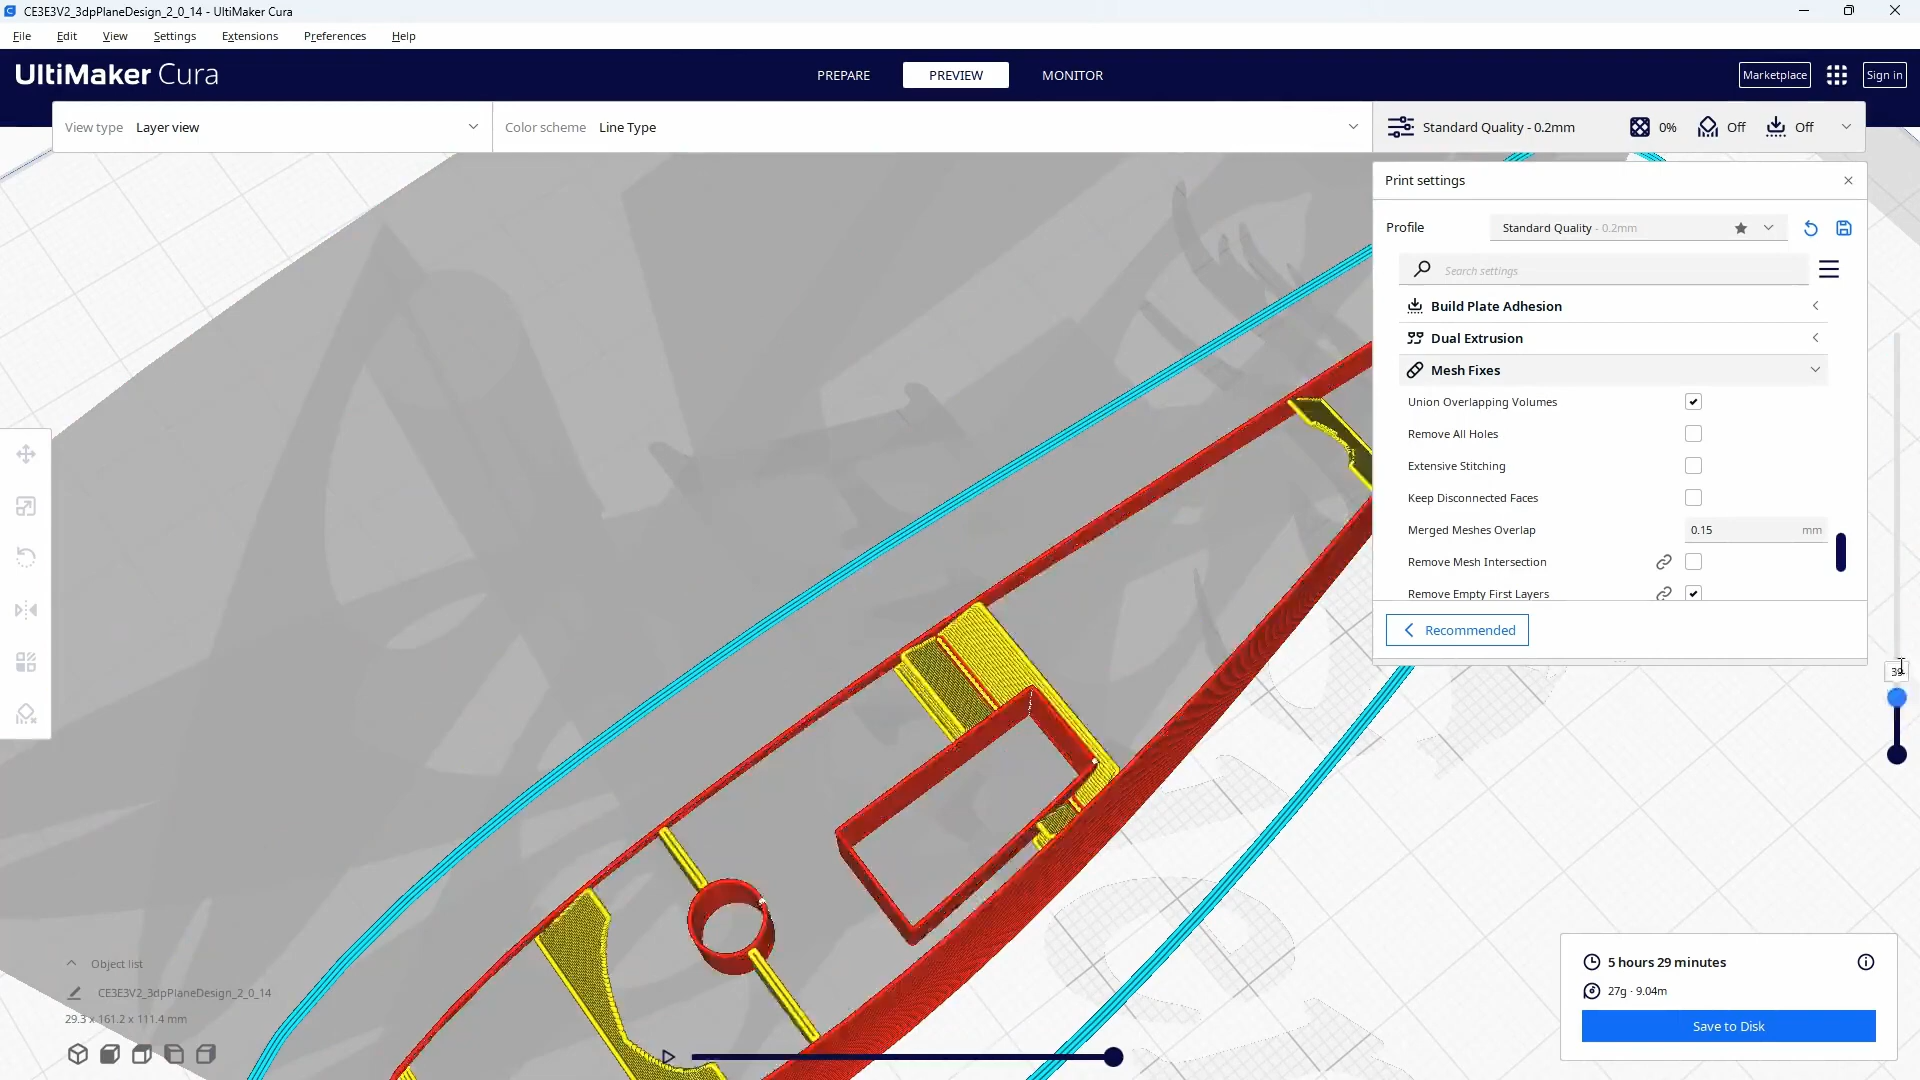 CE3E3V2_3dpPlaneDesign_2_0_14 - UltiMaker Cura
File Edit View Settings Extensions Preferences Help
UltiMaker Cura
PREPARE PREVIEW MONITOR
Marketplace Sign in
View type Layer view
Color scheme Line Type
Standard Quality - 0.2mm 0% Off Off
Print settings
Profile Standard Quality - 0.2mm
Search settings
Build Plate Adhesion
Dual Extrusion
Mesh Fixes
Union Overlapping Volumes
Remove All Holes
Extensive Stitching
Keep Disconnected Faces
Merged Meshes Overlap 0.15 mm
Remove Mesh Intersection
Remove Empty First Layers
Recommended
Object list
CE3E3V2_3dpPlaneDesign_2_0_14
29.3 x 161.2 x 111.4 mm
5 hours 29 minutes
27g · 9.04m
Save to Disk